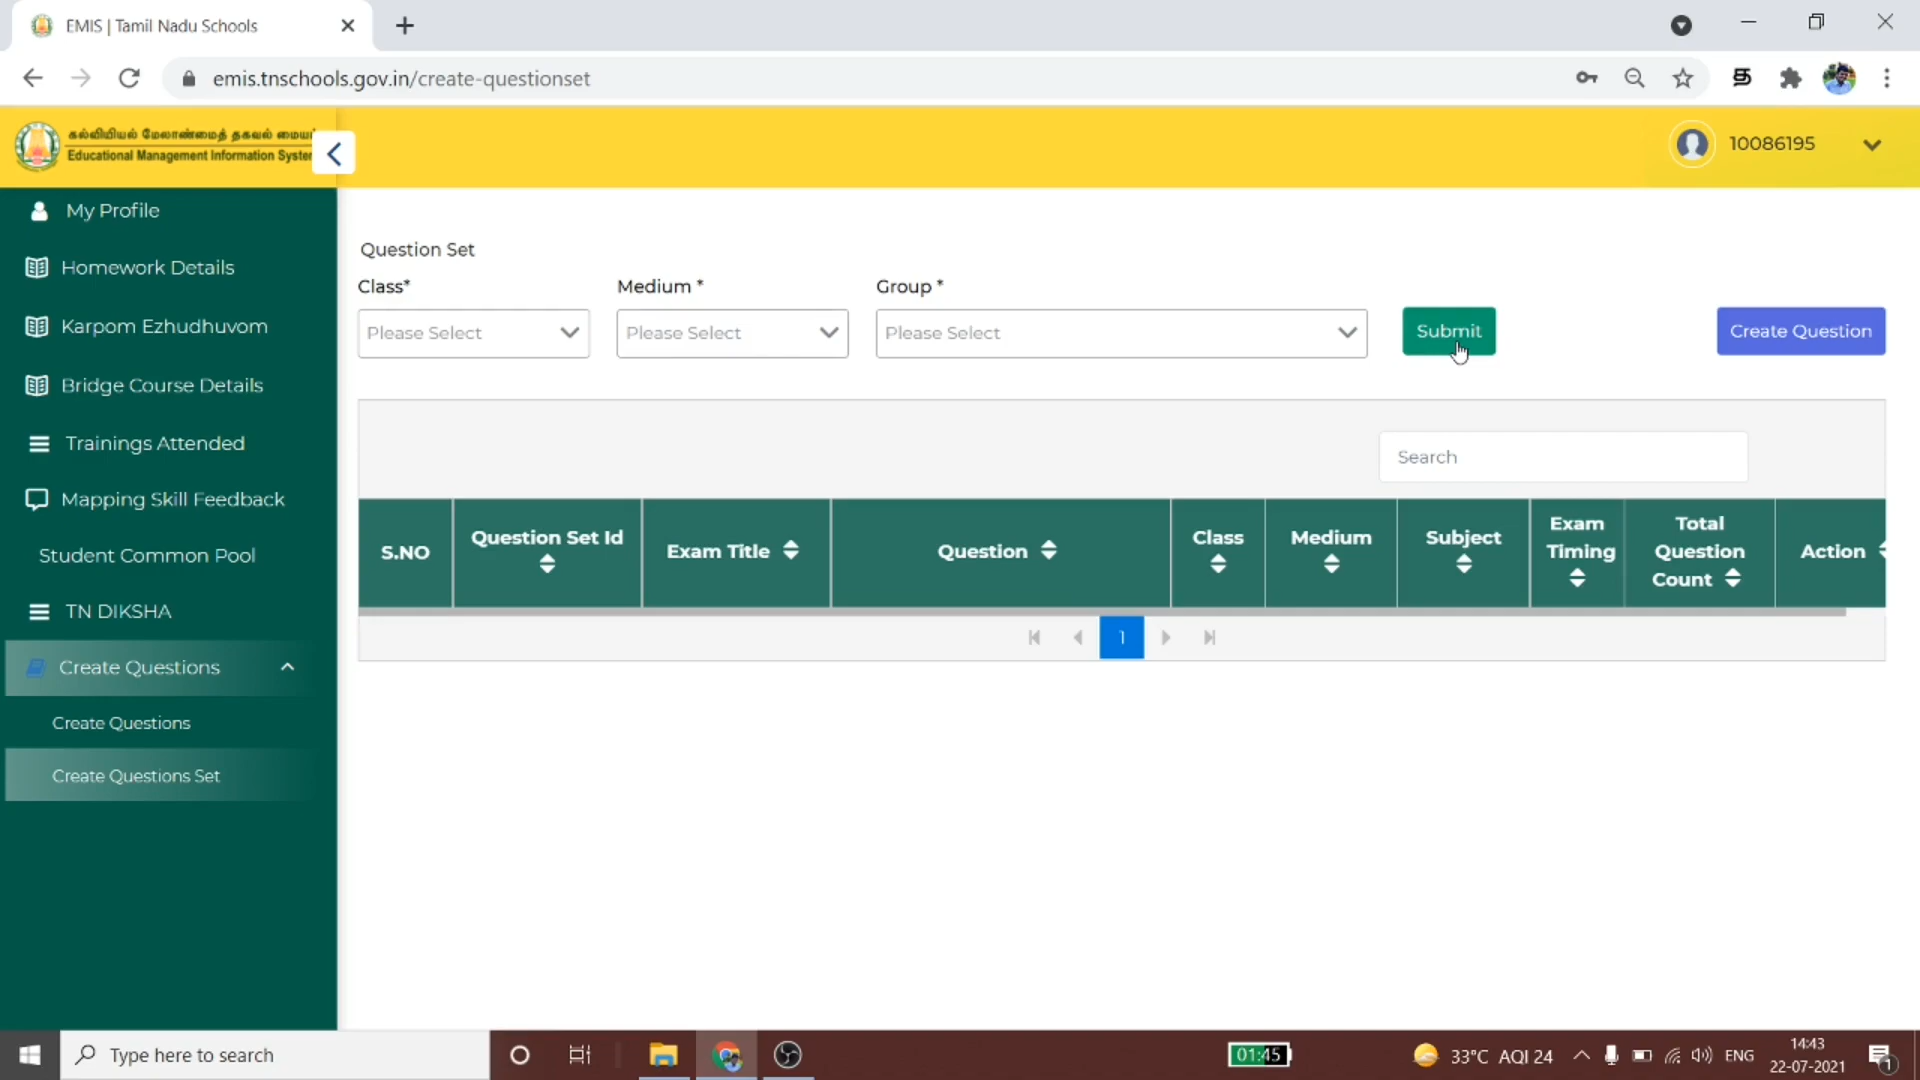 EMIS | Tamil Nadu Schools
emis.tnschools.gov.in/create-questionset
கல்வியியல் மேலாண்மைத் தகவல்
Educational Management Information
10086195
My Profile
Homework Details
Karpom Ezhudhuvom
Bridge Course Details
Trainings Attended
Mapping Skill Feedback
Student Common Pool
TN DIKSHA
Create Questions
Create Questions
Create Questions Set
Question Set
Class* Medium * Group *
Please Select Please Select Please Select Submit Create Question
Search
S.NO Question Set Id Exam Title Question Class Medium Subject Exam Timing Total Question Count Action
1
Type here to search
01:45
33°C AQI 24
ENG
14:43
22-07-2021
1